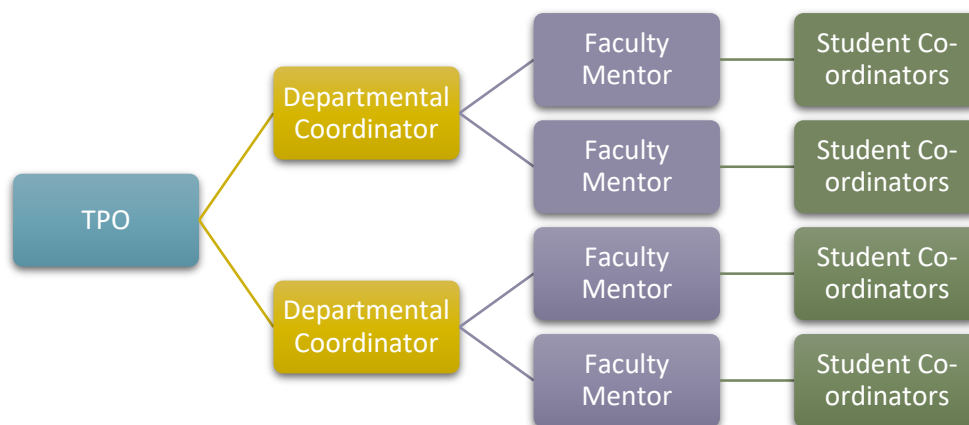 TPO
Departmental
Coordinator
Faculty
Mentor
Student Co-
ordinators
Faculty
Mentor
Student Co-
ordinators
Departmental
Coordinator
Faculty
Mentor
Student Co-
ordinators
Faculty
Mentor
Student Co-
ordinators